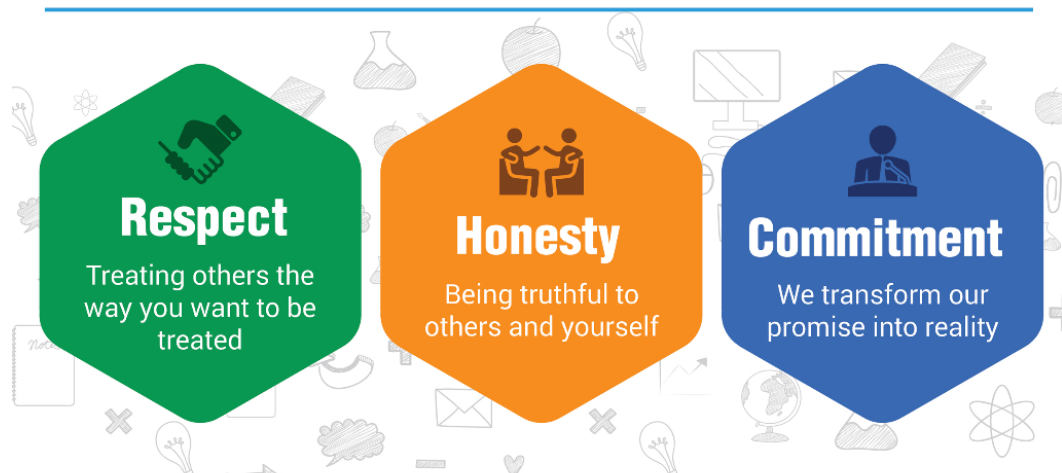 Respect
Treating others the
way you want to be
treated
Honesty
Being truthful to
others and yourself
Commitment
We transform our
promise into reality
Note